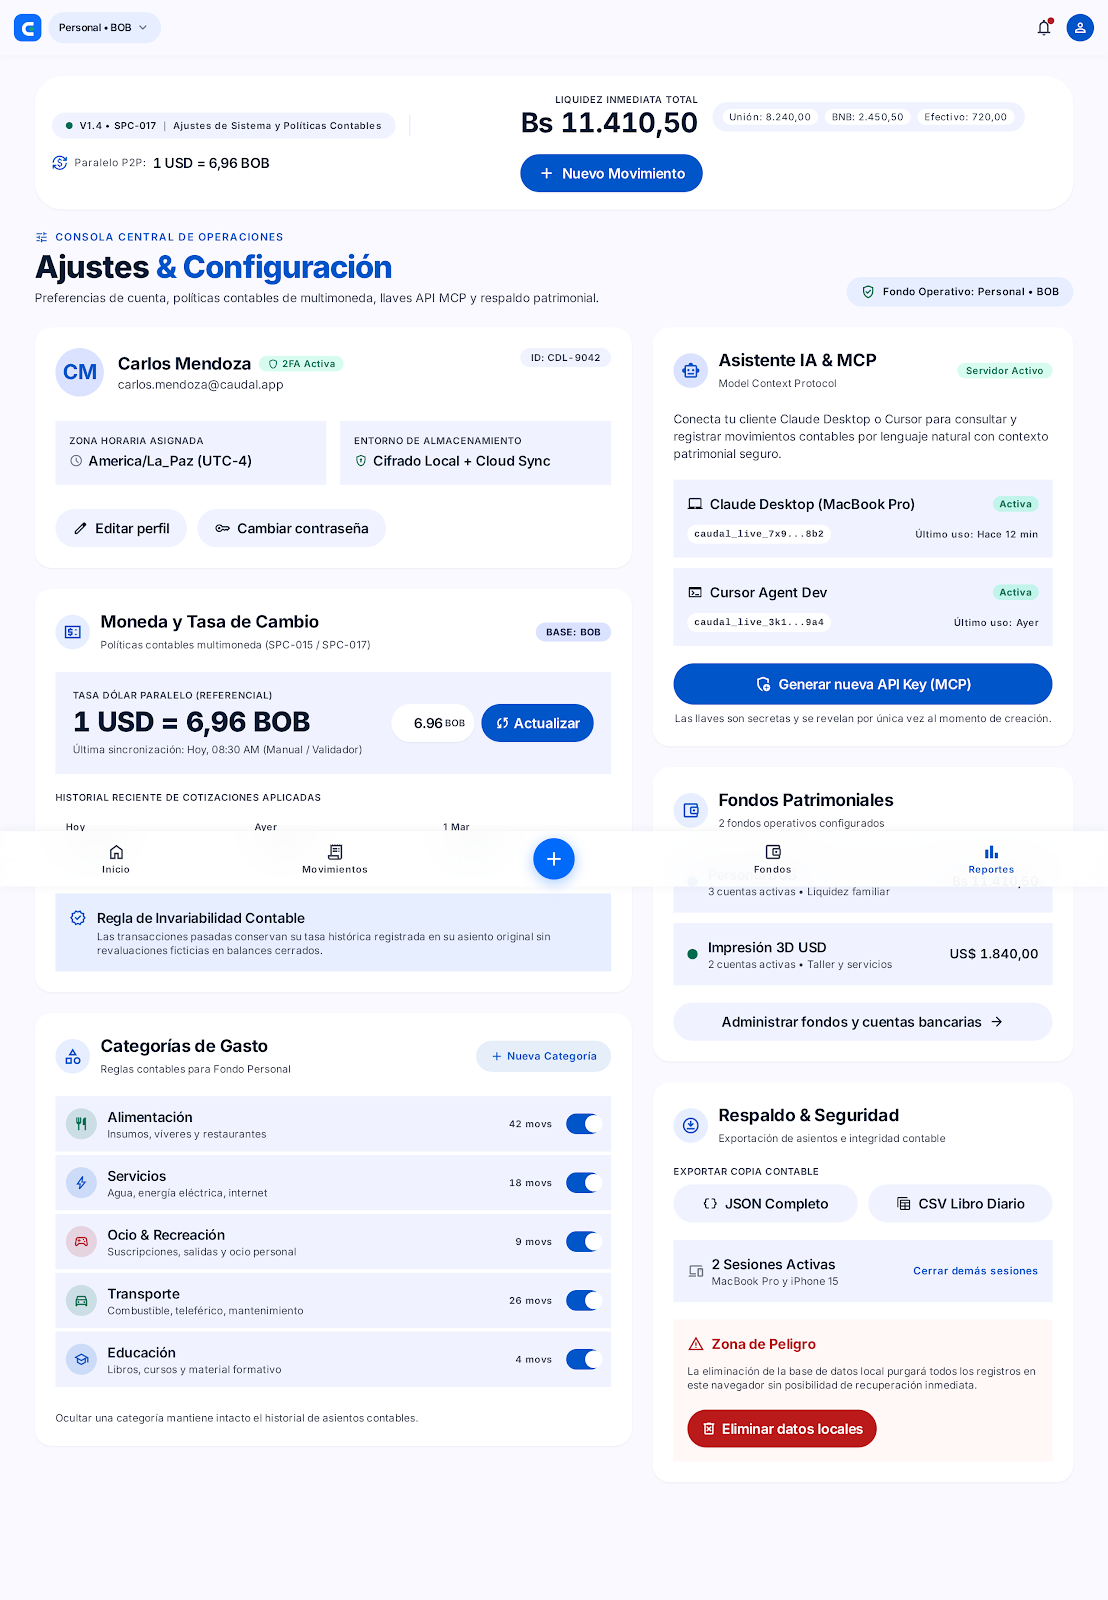 Personal • BOB
V1.4 • SPC-017 | Ajustes de Sistema y Políticas Contables
Paralelo P2P: 1 USD = 6,96 BOB
LIQUIDEZ INMEDIATA TOTAL
Bs 11.410,50
Unión: 8.240,00 BNB: 2.450,50 Efectivo: 720,00
Nuevo Movimiento
CONSOLA CENTRAL DE OPERACIONES
Ajustes & Configuración
Preferencias de cuenta, políticas contables de multimoneda, llaves API MCP y respaldo patrimonial.
Fondo Operativo: Personal • BOB
CM
Carlos Mendoza
2FA Activa
ID: CDL-9042
carlos.mendoza@caudal.app
ZONA HORARIA ASIGNADA
America/La_Paz (UTC-4)
ENTORNO DE ALMACENAMIENTO
Cifrado Local + Cloud Sync
Editar perfil
Cambiar contraseña
Moneda y Tasa de Cambio
Políticas contables multimoneda (SPC-015 / SPC-017)
BASE: BOB
TASA DÓLAR PARALELO (REFERENCIAL)
1 USD = 6,96 BOB
Última sincronización: Hoy, 08:30 AM (Manual / Validador)
6.96 BOB
Actualizar
HISTORIAL RECIENTE DE COTIZACIONES APLICADAS
Hoy
Ayer
1 Mar
Regla de Invariabilidad Contable
Las transacciones pasadas conservan su tasa histórica registrada en su asiento original sin
revaluaciones ficticias en balances cerrados.
Categorías de Gasto
Reglas contables para Fondo Personal
Nueva Categoría
Alimentación
Insumos, víveres y restaurantes
42 movs
Servicios
Agua, energía eléctrica, internet
18 movs
Ocio & Recreación
Suscripciones, salidas y ocio personal
9 movs
Transporte
Combustible, teleférico, mantenimiento
26 movs
Educación
Libros, cursos y material formativo
4 movs
Ocultar una categoría mantiene intacto el historial de asientos contables.
Asistente IA & MCP
Model Context Protocol
Servidor Activo
Conecta tu cliente Claude Desktop o Cursor para consultar y
registrar movimientos contables por lenguaje natural con contexto
patrimonial seguro.
Claude Desktop (MacBook Pro)
Activa
caudal_live_7x9...8b2
Último uso: Hace 12 min
Cursor Agent Dev
Activa
caudal_live_3k1...9a4
Último uso: Ayer
Generar nueva API Key (MCP)
Las llaves son secretas y se revelan por única vez al momento de creación.
Fondos Patrimoniales
2 fondos operativos configurados
3 cuentas activas • Liquidez familiar
Impresión 3D USD
2 cuentas activas • Taller y servicios
US$ 1.840,00
Administrar fondos y cuentas bancarias
Respaldo & Seguridad
Exportación de asientos e integridad contable
EXPORTAR COPIA CONTABLE
JSON Completo
CSV Libro Diario
2 Sesiones Activas
MacBook Pro y iPhone 15
Cerrar demás sesiones
Zona de Peligro
La eliminación de la base de datos local purgará todos los registros en
este navegador sin posibilidad de recuperación inmediata.
Eliminar datos locales
Inicio
Movimientos
Fondos
Reportes